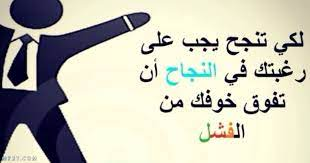 لكي تنجح يجب على
رغبتك في النجاح أن
تفوق خوفك من
الفشل